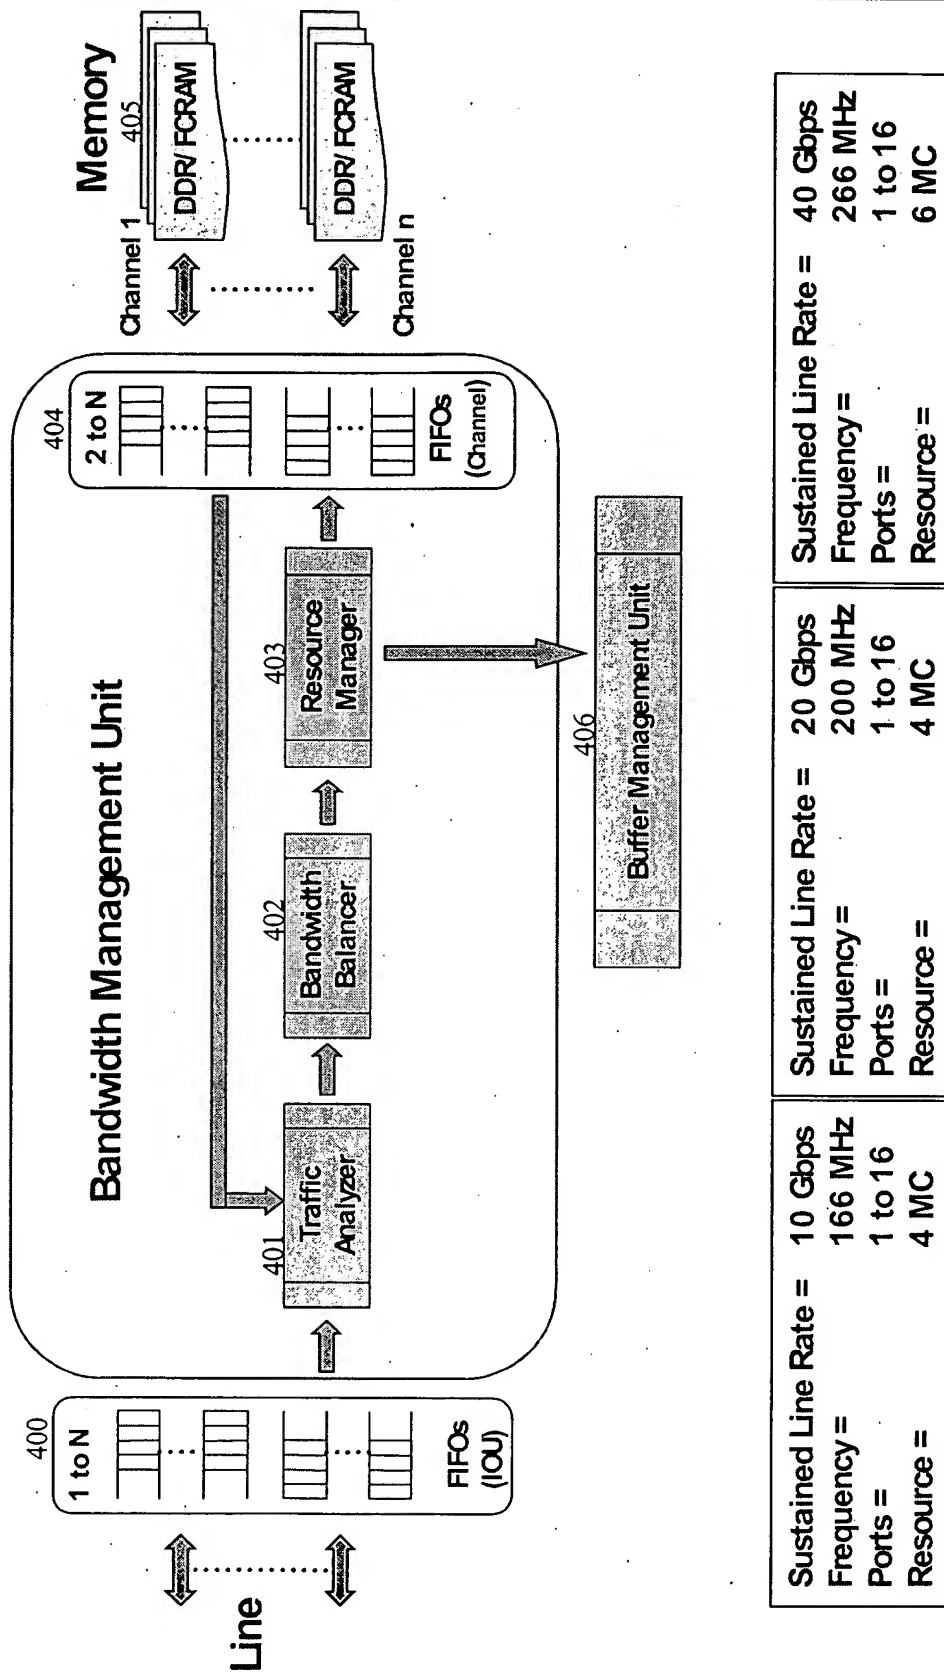 Bandwidth Management Unit
Line
400
1 to N
FIFOs
(IOU)
401
Traffic
Analyzer
402
Bandwidth
Balancer
403
Resource
Manager
404
2 to N
FIFOs
(Channel)
Memory
405
Channel 1
DDR/ FCRAM
DDR/ FCRAM
Channel n
406
Buffer Management Unit
Sustained Line Rate = 10 Gbps
Frequency = 166 MHz
Ports = 1 to 16
Resource = 4 MC
Sustained Line Rate = 20 Gbps
Frequency = 200 MHz
Ports = 1 to 16
Resource = 4 MC
Sustained Line Rate = 40 Gbps
Frequency = 266 MHz
Ports = 1 to 16
Resource = 6 MC